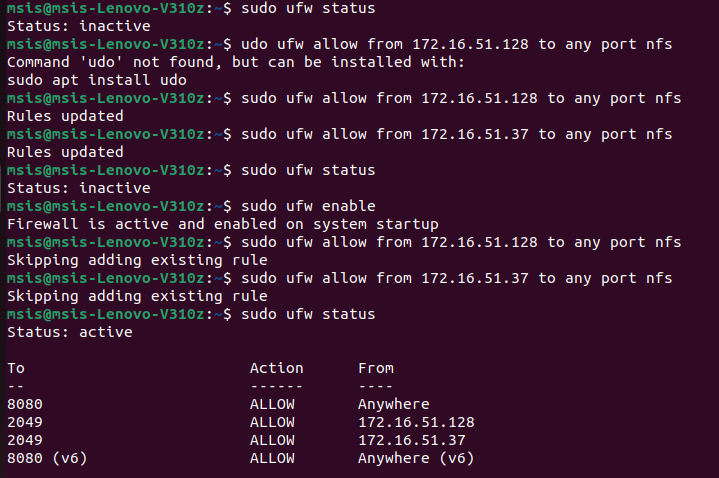 msis@msis-Lenovo-V310z:~$ sudo ufw status
Status: inactive
msis@msis-Lenovo-V310z:~$ udo ufw allow from 172.16.51.128 to any port nfs
Command 'udo' not found, but can be installed with:
sudo apt install udo
msis@msis-Lenovo-V310z:~$ sudo ufw allow from 172.16.51.128 to any port nfs
Rules updated
msis@msis-Lenovo-V310z:~$ sudo ufw allow from 172.16.51.37 to any port nfs
Rules updated
msis@msis-Lenovo-V310z:~$ sudo ufw status
Status: inactive
msis@msis-Lenovo-V310z:~$ sudo ufw enable
Firewall is active and enabled on system startup
msis@msis-Lenovo-V310z:~$ sudo ufw allow from 172.16.51.128 to any port nfs
Skipping adding existing rule
msis@msis-Lenovo-V310z:~$ sudo ufw allow from 172.16.51.37 to any port nfs
Skipping adding existing rule
msis@msis-Lenovo-V310z:~$ sudo ufw status
Status: active
To                         Action      From
--                         ------      ----
8080                       ALLOW       Anywhere
2049                       ALLOW       172.16.51.128
2049                       ALLOW       172.16.51.37
8080 (v6)                  ALLOW       Anywhere (v6)